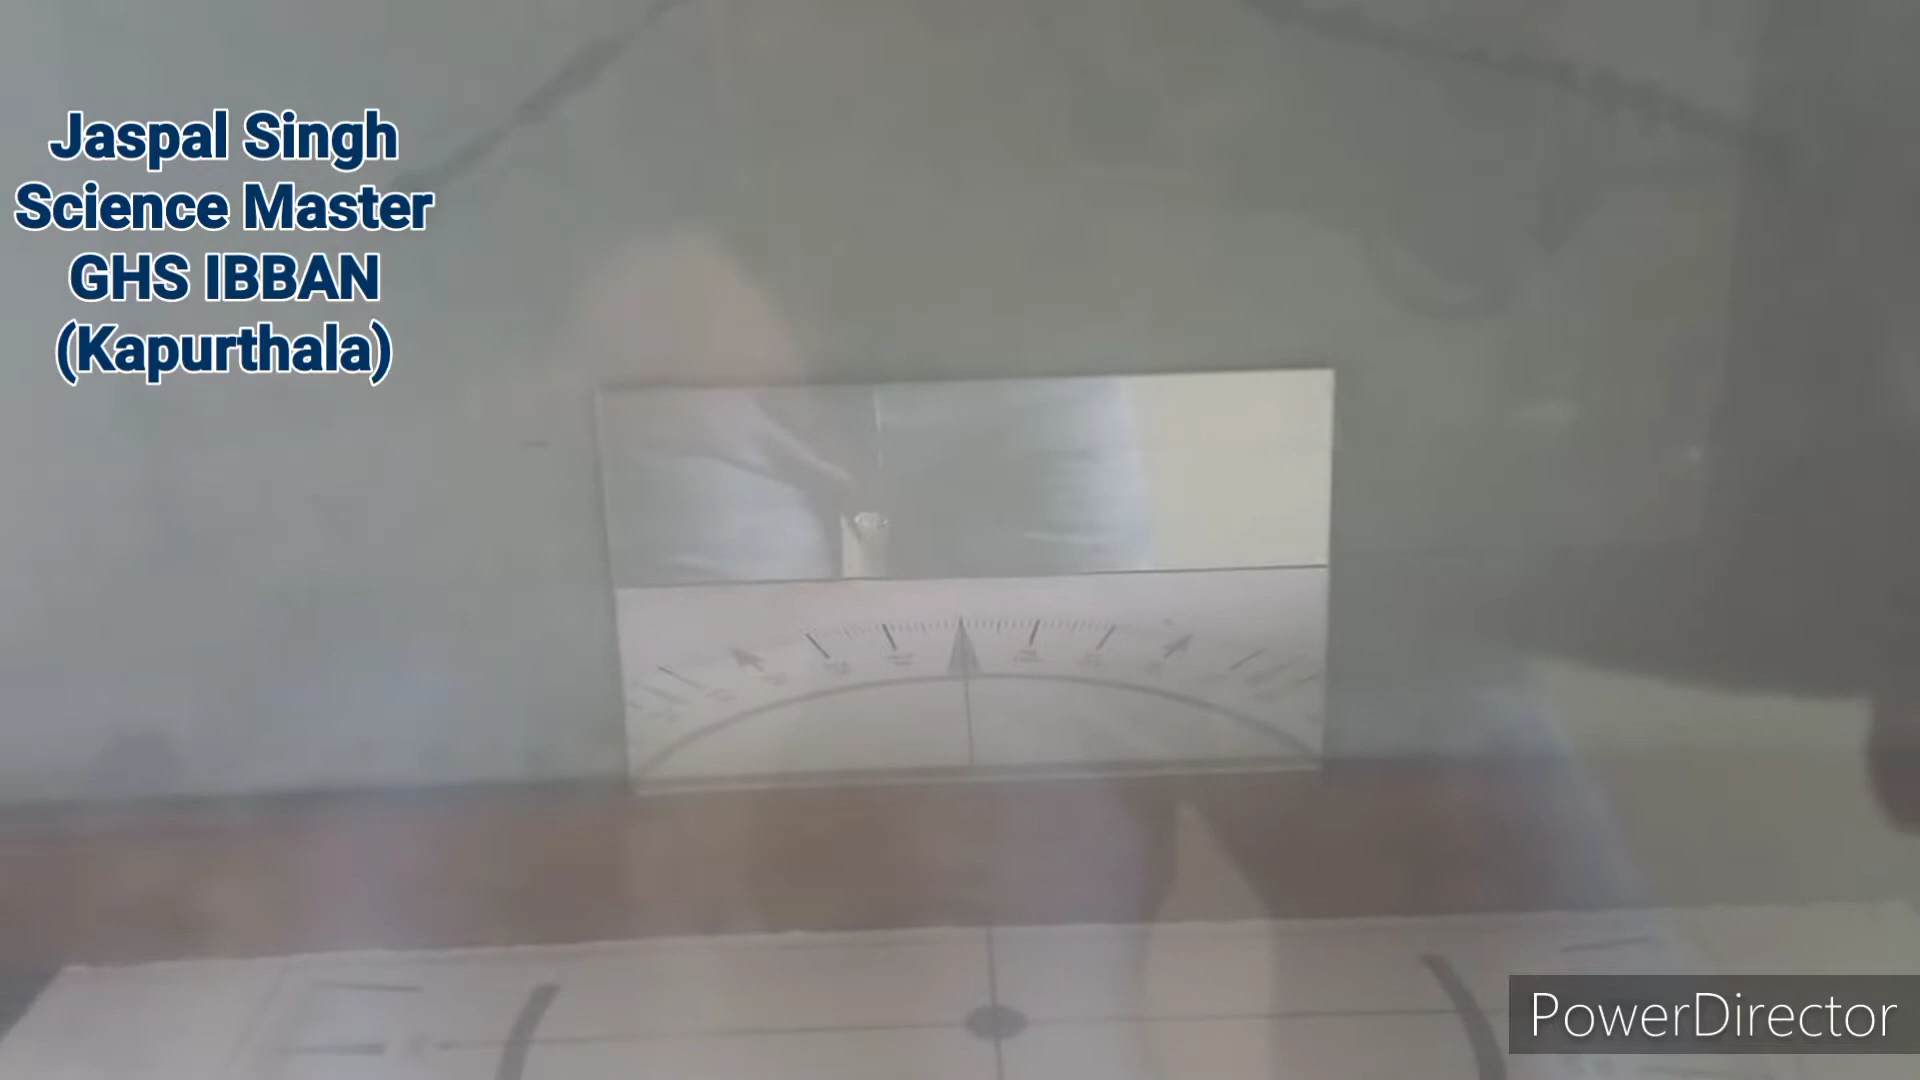 Jaspal Singh
Science Master
GHS IBBAN
(Kapurthala)
PowerDirector